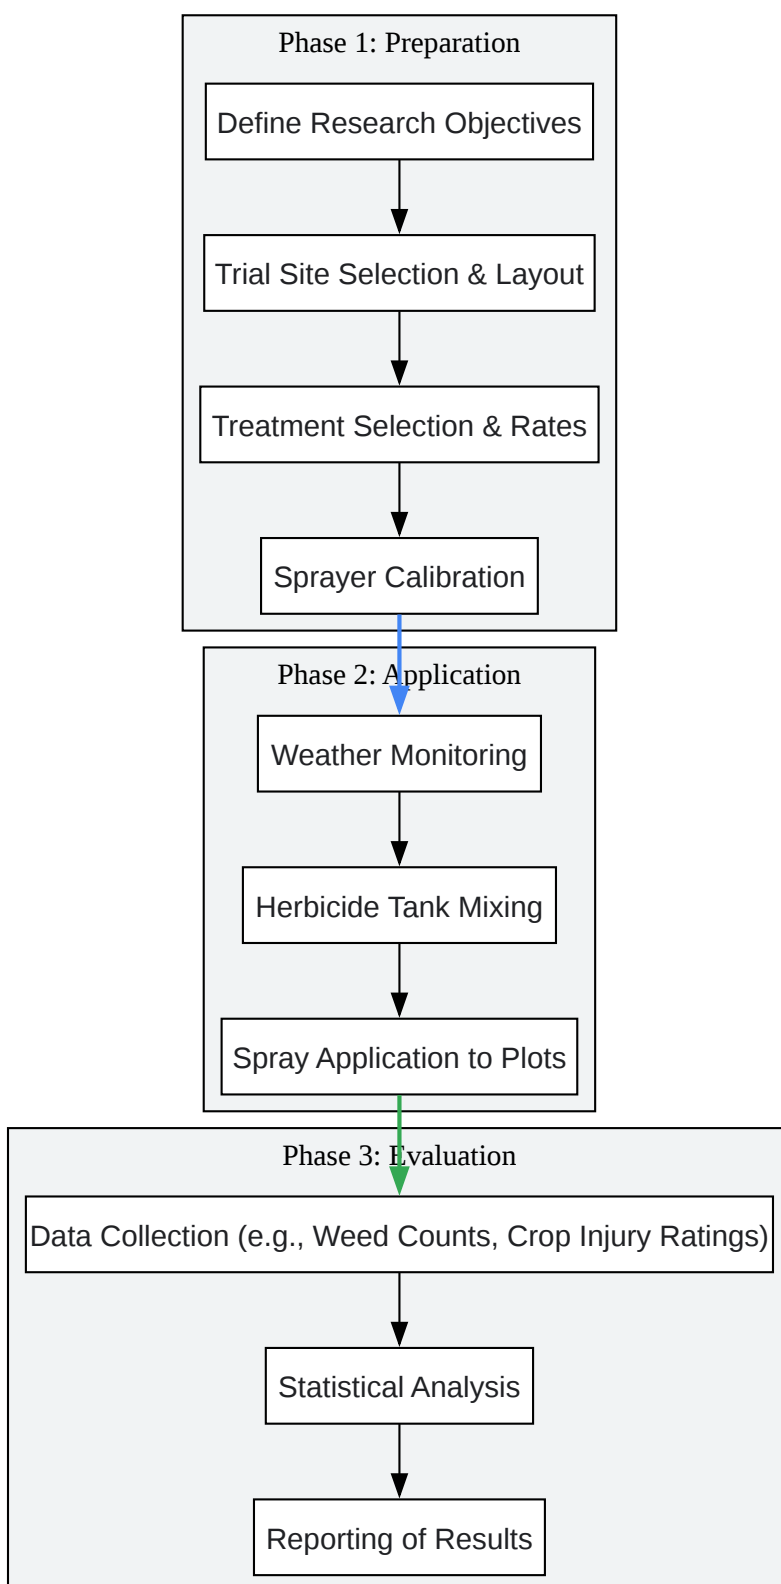 Phase 1: Preparation
Define Research Objectives
Trial Site Selection & Layout
Treatment Selection & Rates
Sprayer Calibration
Phase 2: Application
Weather Monitoring
Herbicide Tank Mixing
Spray Application to Plots
Phase 3: Evaluation
Data Collection (e.g., Weed Counts, Crop Injury Ratings)
Statistical Analysis
Reporting of Results